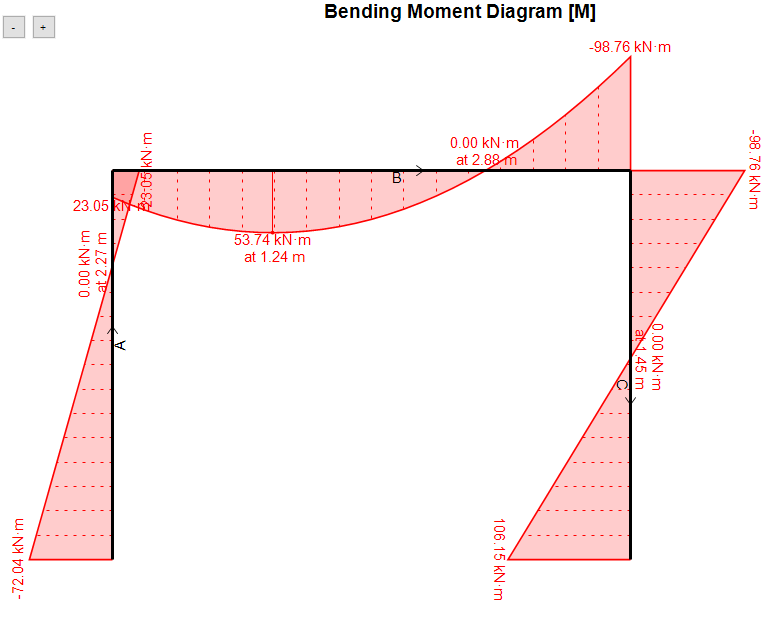 Bending Moment Diagram [M]
-
+
-98.76 kN·m
0.00 kN·m
at 2.88 m
B
23.05 kN·m
23.05 kN·m
-98.76 kN·m
53.74 kN·m
at 1.24 m
0.00 kN·m
at 2.27 m
A
0.00 kN·m
at 1.45 m
C
-72.04 kN·m
106.15 kN·m